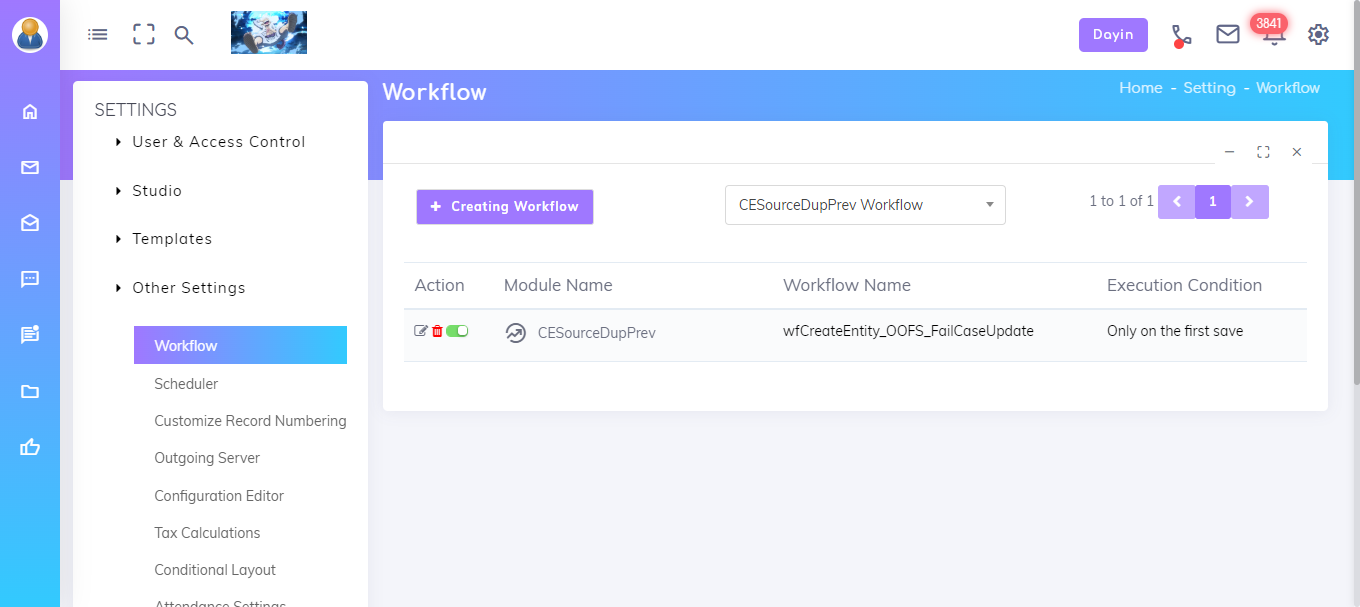 Dayin
3841
SETTINGS
User & Access Control
Studio
Templates
Other Settings
Workflow
Scheduler
Customize Record Numbering
Outgoing Server
Configuration Editor
Tax Calculations
Conditional Layout
Attendance Settings
Workflow
Home - Setting - Workflow
+ Creating Workflow
CESourceDupPrev Workflow
1 to 1 of 1
1
Action Module Name Workflow Name Execution Condition
CESourceDupPrev wfCreateEntity_OOFS_FailCaseUpdate Only on the first save